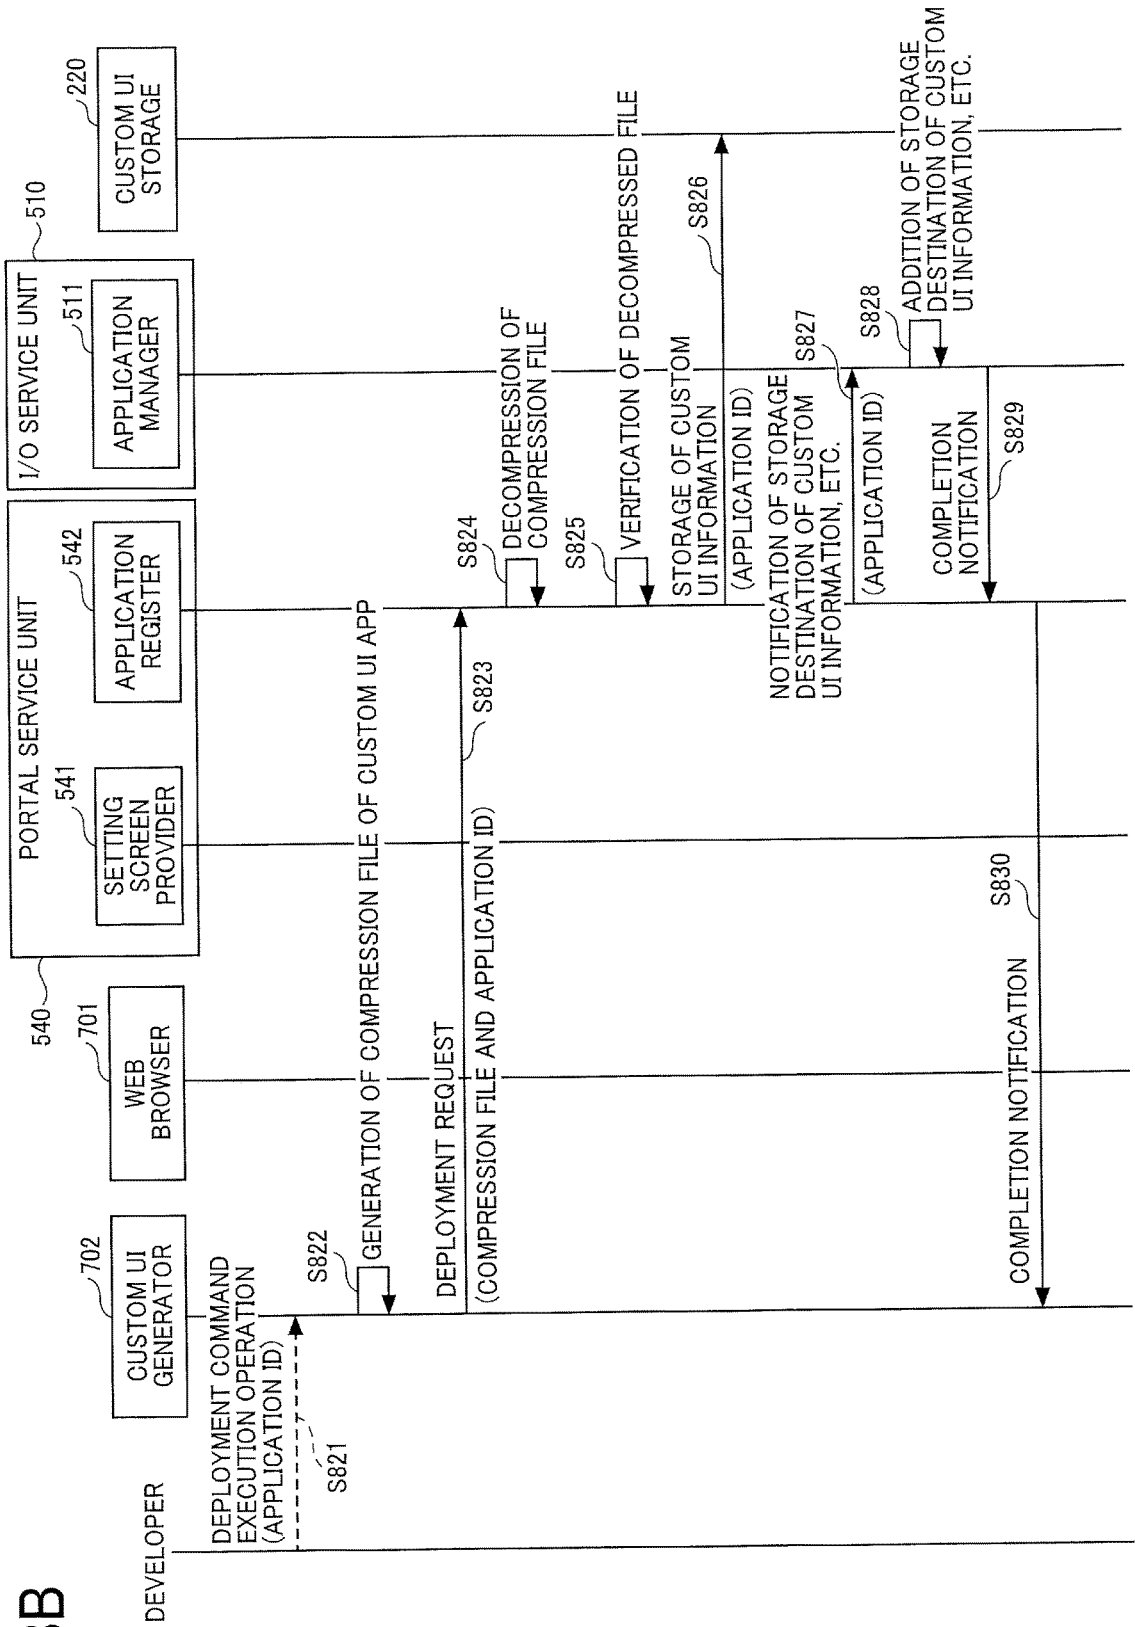 8B
DEVELOPER
702
CUSTOM UI
GENERATOR
701
WEB
BROWSER
540
PORTAL SERVICE UNIT
541
SETTING
SCREEN
PROVIDER
542
APPLICATION
REGISTER
510
I/O SERVICE UNIT
511
APPLICATION
MANAGER
220
CUSTOM UI
STORAGE
DEPLOYMENT COMMAND
EXECUTION OPERATION
(APPLICATION ID)
S821
S822
GENERATION OF COMPRESSION FILE OF CUSTOM UI APP
DEPLOYMENT REQUEST
S823
(COMPRESSION FILE AND APPLICATION ID)
S824
DECOMPRESSION OF
COMPRESSION FILE
S825
VERIFICATION OF DECOMPRESSED FILE
STORAGE OF CUSTOM
UI INFORMATION
S826
(APPLICATION ID)
NOTIFICATION OF STORAGE
DESTINATION OF CUSTOM
UI INFORMATION, ETC.
S827
(APPLICATION ID)
S828
ADDITION OF STORAGE
DESTINATION OF CUSTOM
UI INFORMATION, ETC.
COMPLETION
NOTIFICATION
S829
COMPLETION NOTIFICATION
S830